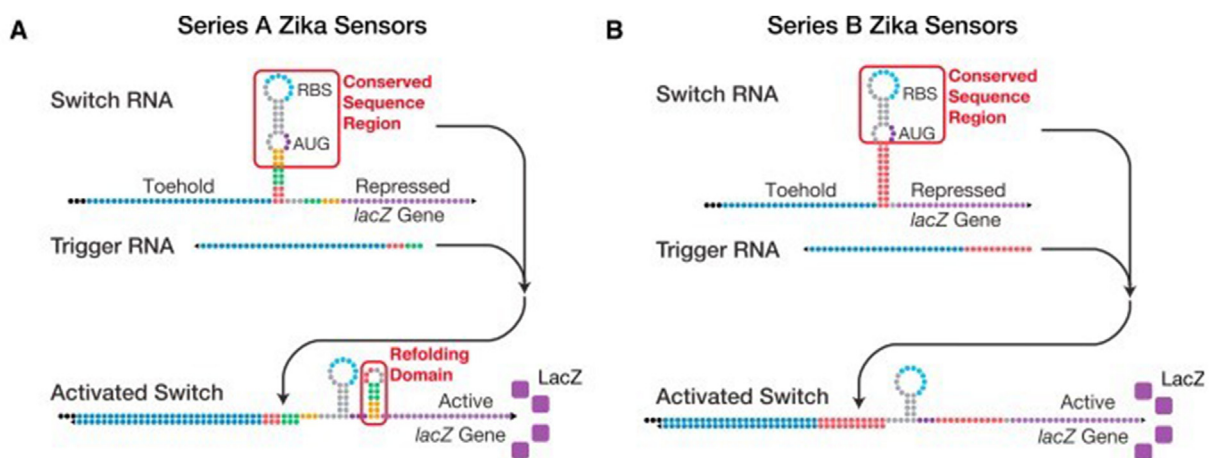 A
Series A Zika Sensors
Switch RNA
RBS
AUG
Conserved
Sequence
Region
Toehold
Repressed
lacZ Gene
Trigger RNA
Refolding
Domain
Activated Switch
Active
lacZ Gene
LacZ
B
Series B Zika Sensors
Switch RNA
RBS
AUG
Conserved
Sequence
Region
Toehold
Repressed
lacZ Gene
Trigger RNA
Activated Switch
Active
lacZ Gene
LacZ